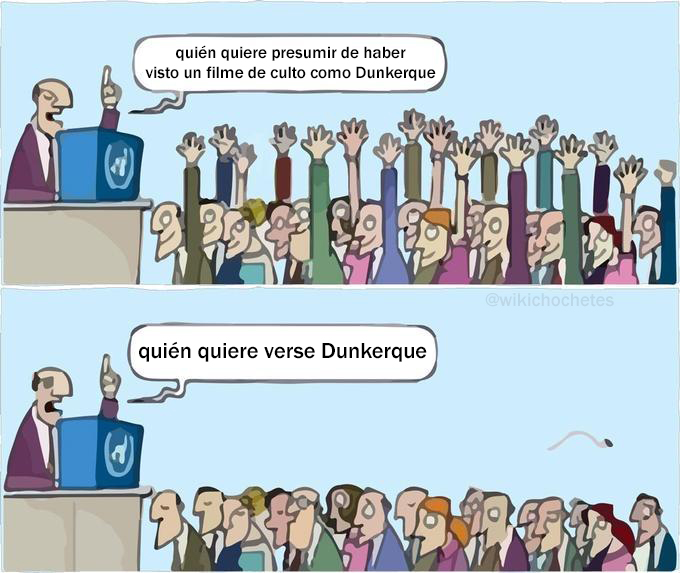 quién quiere presumir de haber
visto un filme de culto como Dunkerque
@wikichochetes
quién quiere verse Dunkerque